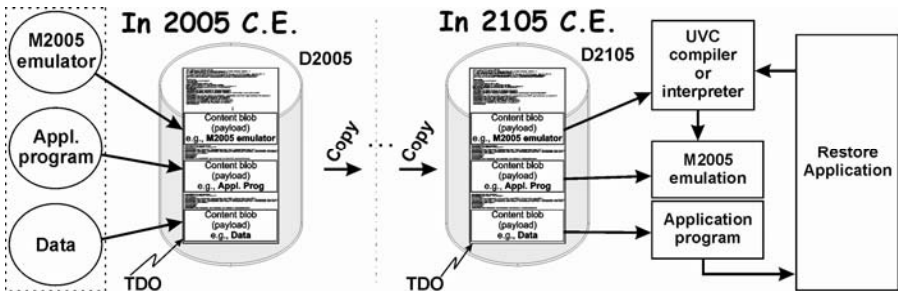 In 2005 C.E.
In 2105 C.E.
M2005
emulator
Appl.
program
Data
D2005
Content blob
(payload)
e.g., M2005 emulator
Content blob
(payload)
e.g., Appl. Prog
Content blob
(payload)
e.g., Data
TDO
Copy
...
Copy
D2105
Content blob
(payload)
e.g., M2005 emulator
Content blob
(payload)
e.g., Appl. Prog
Content blob
(payload)
e.g., Data
TDO
UVC
compiler
or
interpreter
M2005
emulation
Application
program
Restore
Application